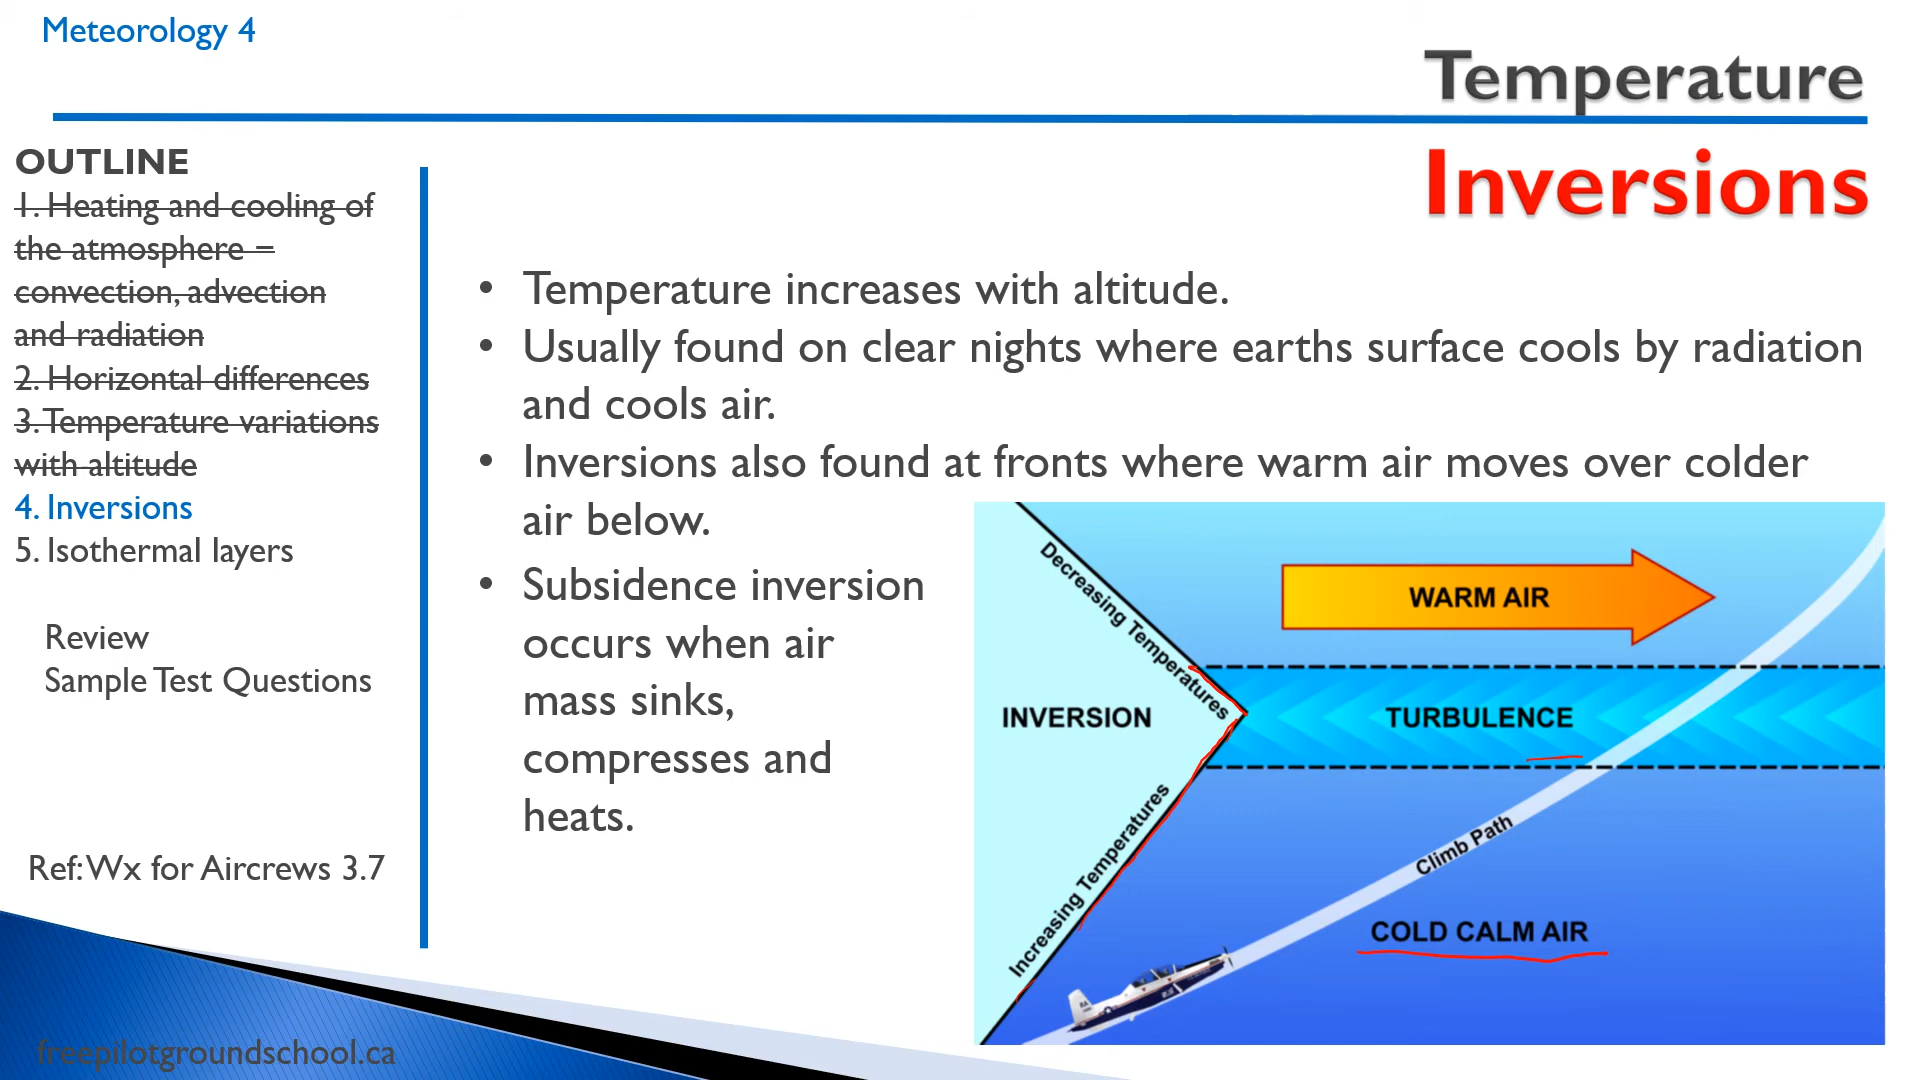 Meteorology 4
Temperature
Inversions
OUTLINE
1. Heating and cooling of
the atmosphere –
convection, advection
and radiation
2. Horizontal differences
3. Temperature variations
with altitude
4. Inversions
5. Isothermal layers
Review
Sample Test Questions
Ref: Wx for Aircrews 3.7
freepilotgroundschool.ca
• Temperature increases with altitude.
• Usually found on clear nights where earths surface cools by radiation
and cools air.
• Inversions also found at fronts where warm air moves over colder
air below.
• Subsidence inversion
occurs when air
mass sinks,
compresses and
heats.
Decreasing Temperatures
WARM AIR
INVERSION
TURBULENCE
Increasing Temperatures
Climb Path
COLD CALM AIR